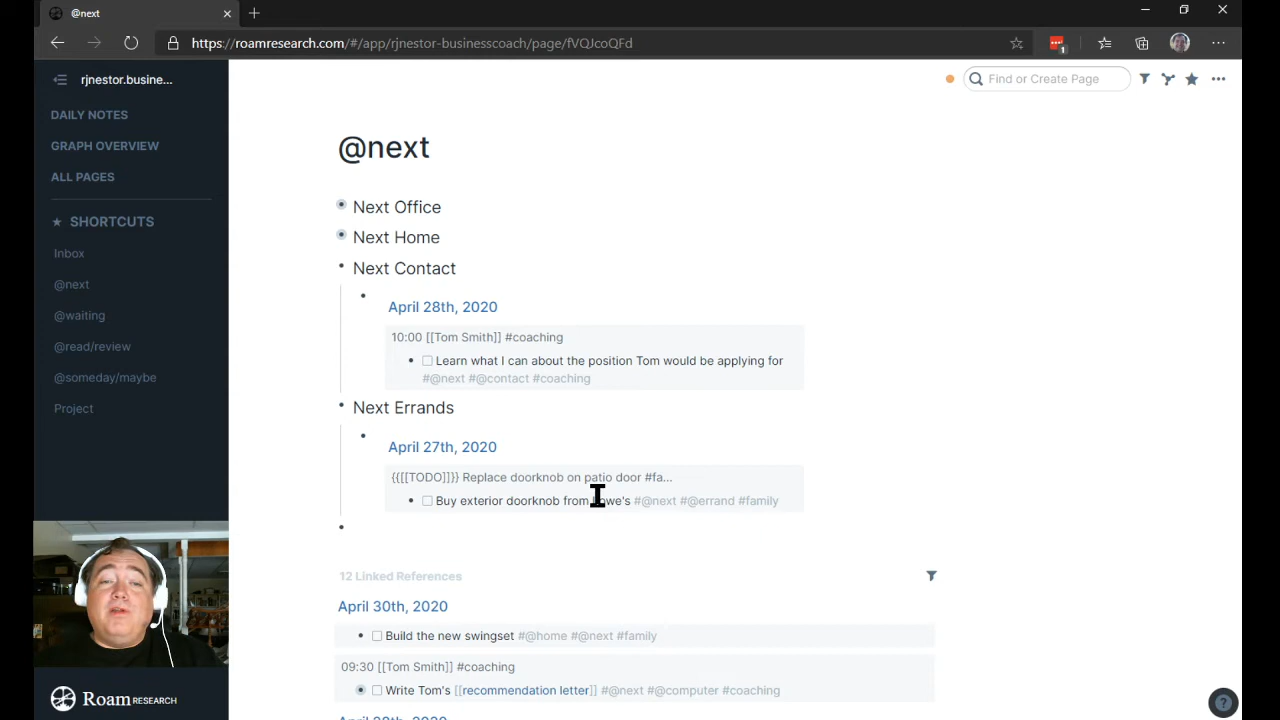 @next
https://roamresearch.com/#/app/rjnestor-businesscoach/page/fVQJcoQFd
1
rjnestor.busine...
Find or Create Page
DAILY NOTES
GRAPH OVERVIEW
ALL PAGES
SHORTCUTS
Inbox
@next
@waiting
@read/review
@someday/maybe
Project
@next
Next Office
Next Home
Next Contact
April 28th, 2020
10:00 [[Tom Smith]] #coaching
Learn what I can about the position Tom would be applying for
#@next #@contact #coaching
Next Errands
April 27th, 2020
{{[[TODO]]}} Replace doorknob on patio door #fa...
Buy exterior doorknob from Lowe's #@next #@errand #family
12 Linked References
April 30th, 2020
Build the new swingset #@home #@next #family
09:30 [[Tom Smith]] #coaching
Write Tom's [[recommendation letter]] #@next #@computer #coaching
Roam RESEARCH
?